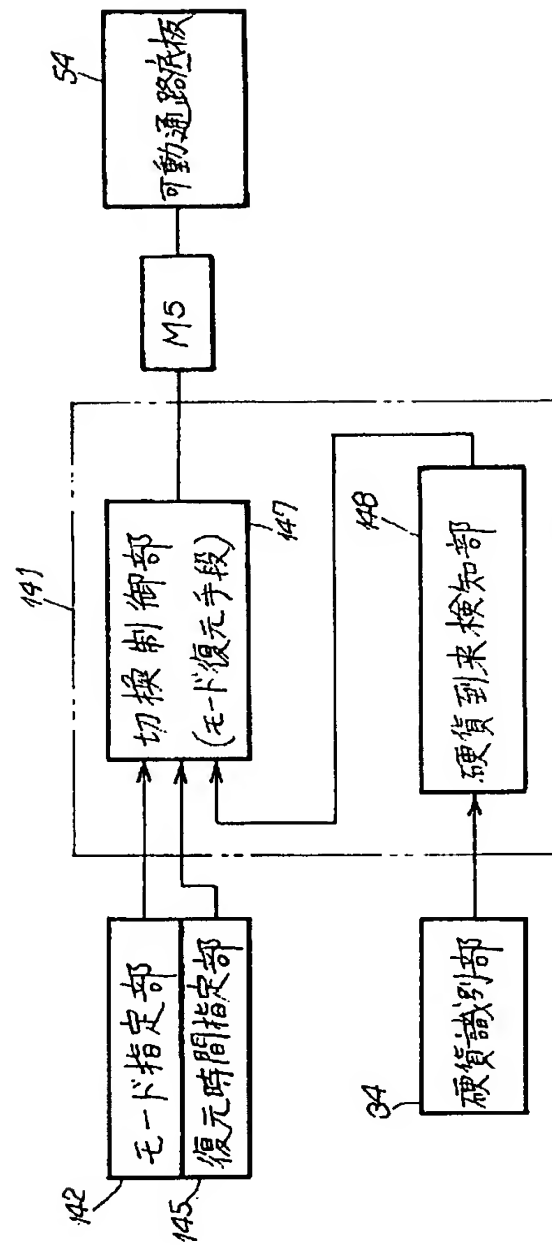 142
モード指定部
復元時間指定部
145
34
硬貨識別部
141
切換制御部
(モード復元手段)
147
148
硬貨到来検知部
M5
54
可動通路底板